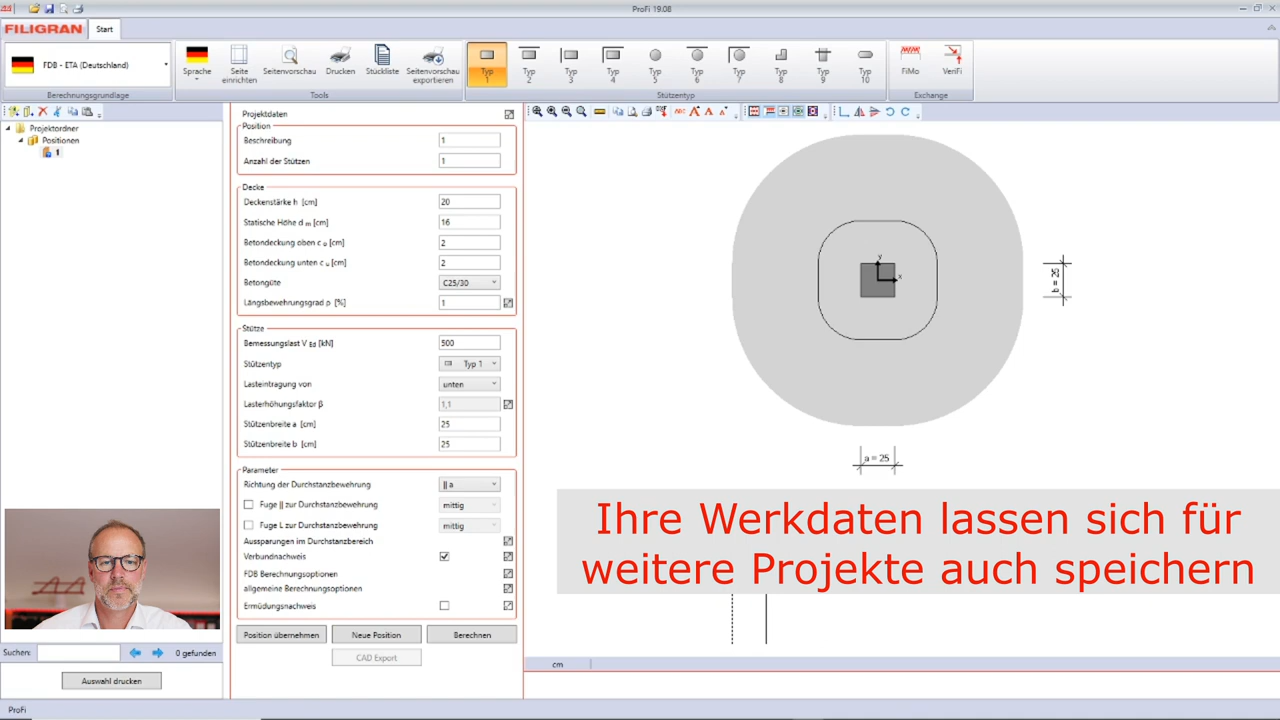 ProFi 19.08
FILIGRAN
Start
FDB - ETA (Deutschland)
Berechnungsgrundlage
Sprache
Seite
einrichten
Seitenvorschau
Drucken
Stückliste
Seitenvorschau
exportieren
Tools
Typ
1
Typ
2
Typ
3
Typ
4
Typ
5
Typ
6
Typ
7
Typ
8
Typ
9
Typ
10
Stützentyp
FiMo
VeriFi
Exchange
Projektordner
Positionen
1
Projektdaten
Position
Beschreibung 1
Anzahl der Stützen 1
Decke
Deckenstärke h [cm] 20
Statische Höhe d m [cm] 16
Betondeckung oben c o [cm] 2
Betondeckung unten c u [cm] 2
Betongüte C25/30
Längsbewehrungsgrad ρ [%] 1
Stütze
Bemessungslast V Ed [kN] 500
Stützentyp Typ 1
Lasteintragung von unten
Lasterhöhungsfaktor β 1,1
Stützenbreite a [cm] 25
Stützenbreite b [cm] 25
Parameter
Richtung der Durchstanzbewehrung || a
Fuge || zur Durchstanzbewehrung mittig
Fuge ⊥ zur Durchstanzbewehrung mittig
Aussparungen im Durchstanzbereich
Verbundnachweis
FDB Berechnungsoptionen
allgemeine Berechnungsoptionen
Ermüdungsnachweis
Position übernehmen
Neue Position
Berechnen
CAD Export
y
x
b = 25
a = 25
Ihre Werkdaten lassen sich für
weitere Projekte auch speichern
Suchen:
0 gefunden
Auswahl drucken
cm
ProFi